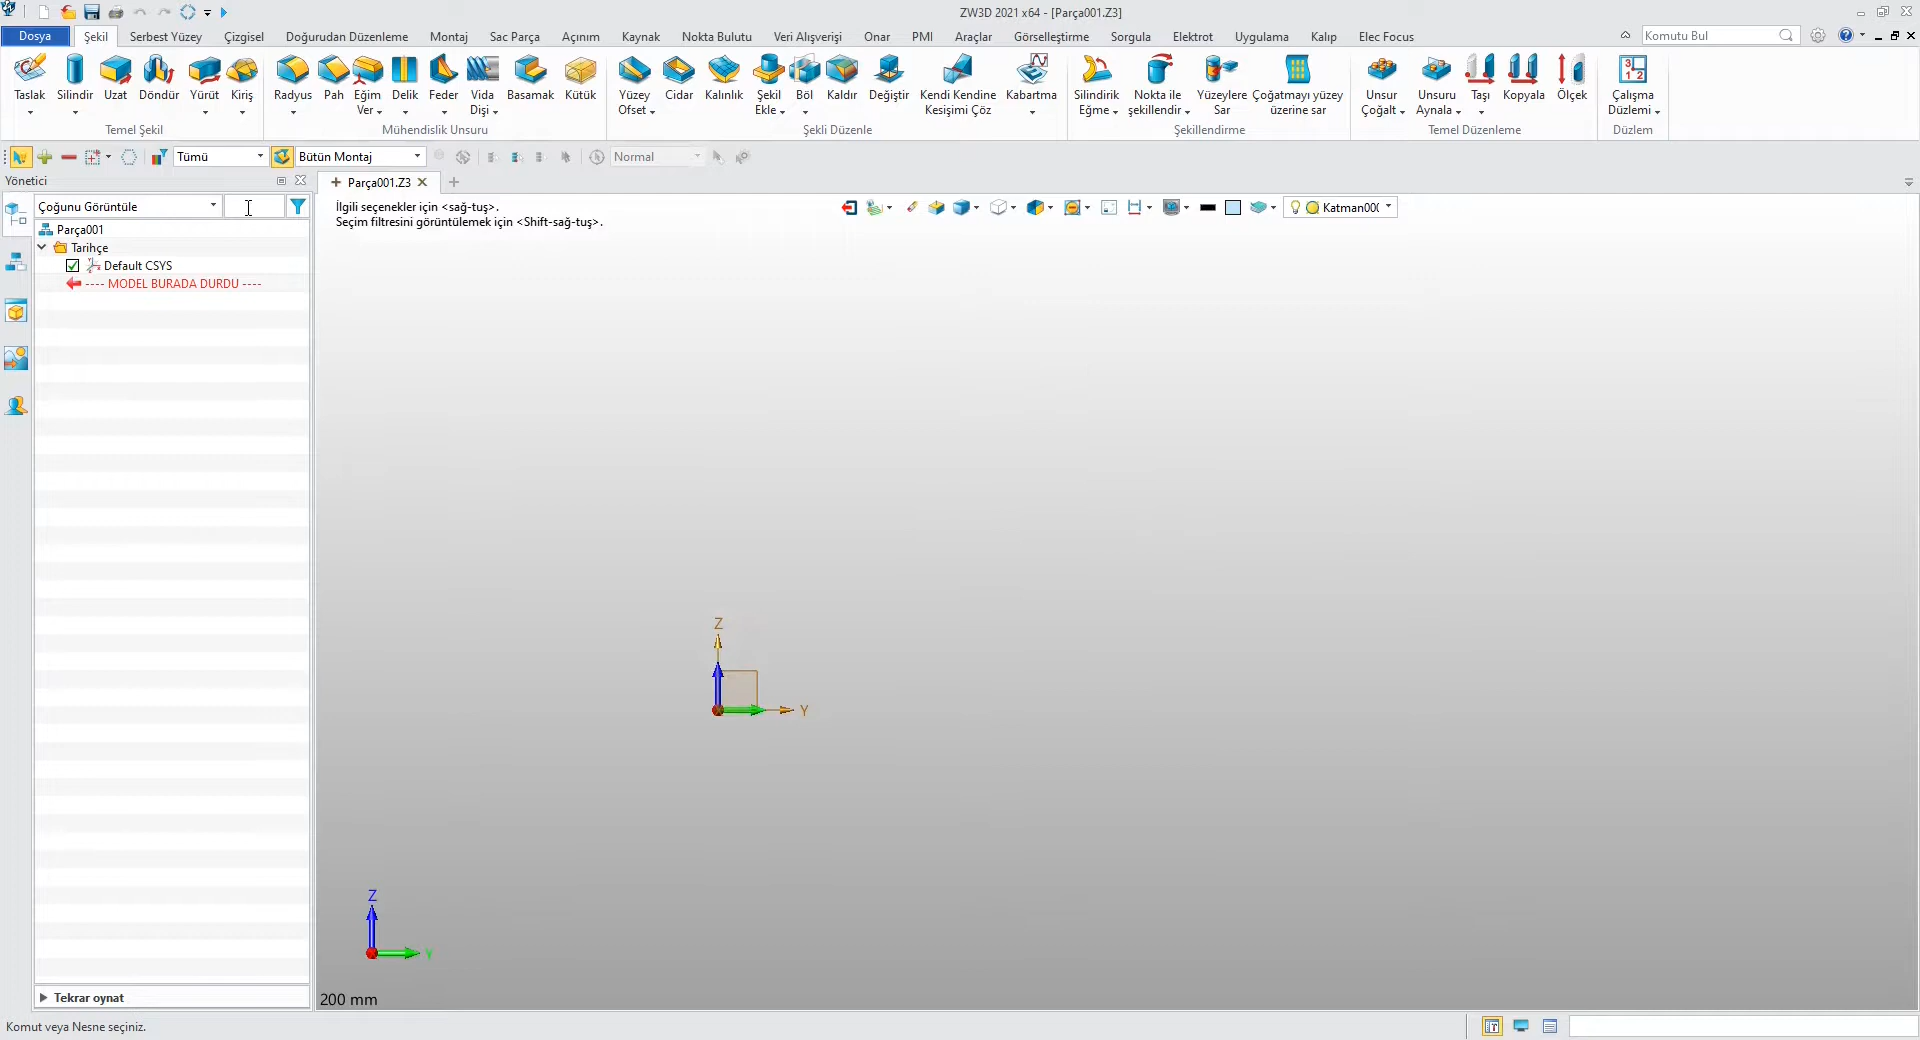 ZW3D 2021 x64 - [Parça001.Z3]
Dosya Şekil Serbest Yüzey Çizgisel Doğurudan Düzenleme Montaj Sac Parça Açınım Kaynak Nokta Bulutu Veri Alışverişi Onar PMI Araçlar Görselleştirme Sorgula Elektrot Uygulama Kalıp Elec Focus Komutu Bul
Taslak Silindir Uzat Döndür Yürüt Kiriş
Temel Şekil
Radyus Pah Eğim Ver Delik Feder Vida Dişi Basamak Kütük
Mühendislik Unsuru
Yüzey Ofset Cidar Kalınlık Şekil Ekle Böl Kaldır Değiştir Kendi Kendine Kesişimi Çöz Kabartma
Şekli Düzenle
Silindirik Eğme Nokta ile şekillendir Yüzeylere Sar Çoğatmayı yüzey üzerine sar
Şekillendirme
Unsur Çoğalt Unsuru Aynala Taşı Kopyala Ölçek
Temel Düzenleme
Çalışma Düzlemi
Düzlem
Tümü Bütün Montaj Normal
Yönetici
Parça001.Z3
Çoğunu Görüntüle
Parça001
Tarihçe
Default CSYS
---- MODEL BURADA DURDU ----
İlgili seçenekler için <sağ-tuş>.
Seçim filtresini görüntülemek için <Shift-sağ-tuş>.
Katman000
Z
Y
Z
Y
200 mm
Tekrar oynat
Komut veya Nesne seçiniz.